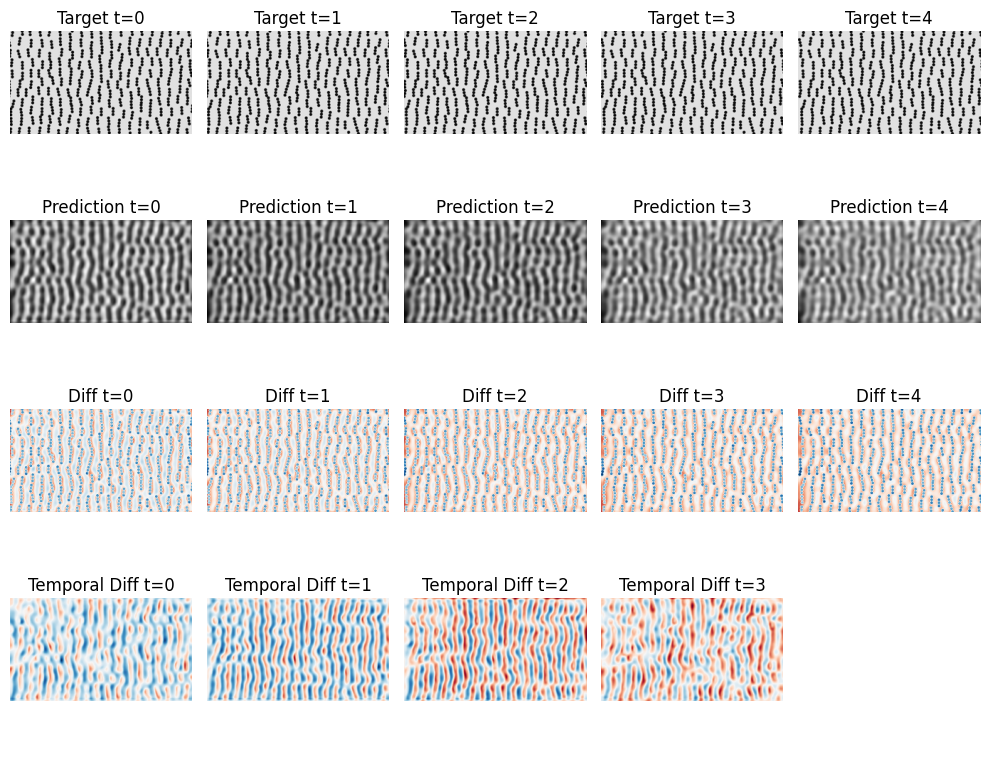 Target t=0 Target t=1 Target t=2 Target t=3 Target t=4
Prediction t=0 Prediction t=1 Prediction t=2 Prediction t=3 Prediction t=4
Diff t=0 Diff t=1 Diff t=2 Diff t=3 Diff t=4
Temporal Diff t=0 Temporal Diff t=1 Temporal Diff t=2 Temporal Diff t=3